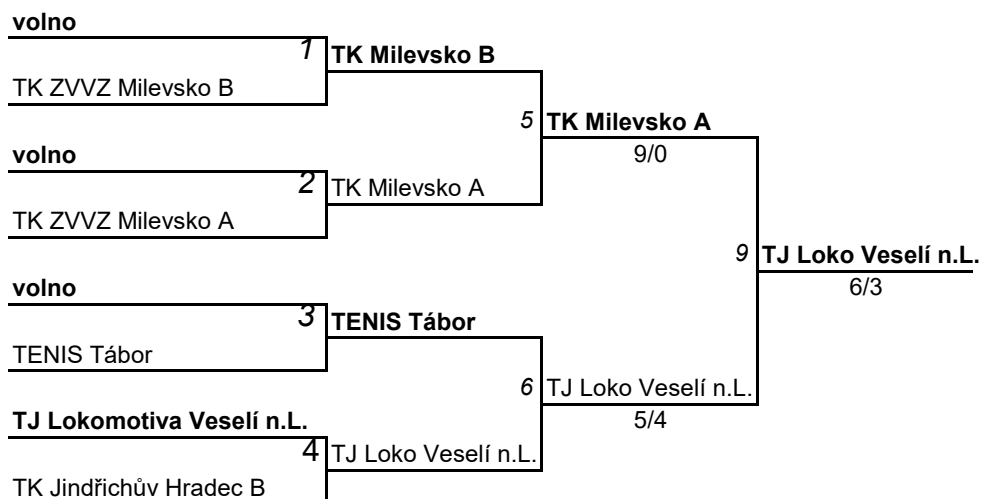 volno
1
TK Milevsko B
TK ZVVZ Milevsko B
5
TK Milevsko A
9/0
volno
2
TK Milevsko A
TK ZVVZ Milevsko A
9
TJ Loko Veselí n.L.
6/3
volno
3
TENIS Tábor
TENIS Tábor
6
TJ Loko Veselí n.L.
5/4
TJ Lokomotiva Veselí n.L.
4
TJ Loko Veselí n.L.
TK Jindřichův Hradec B